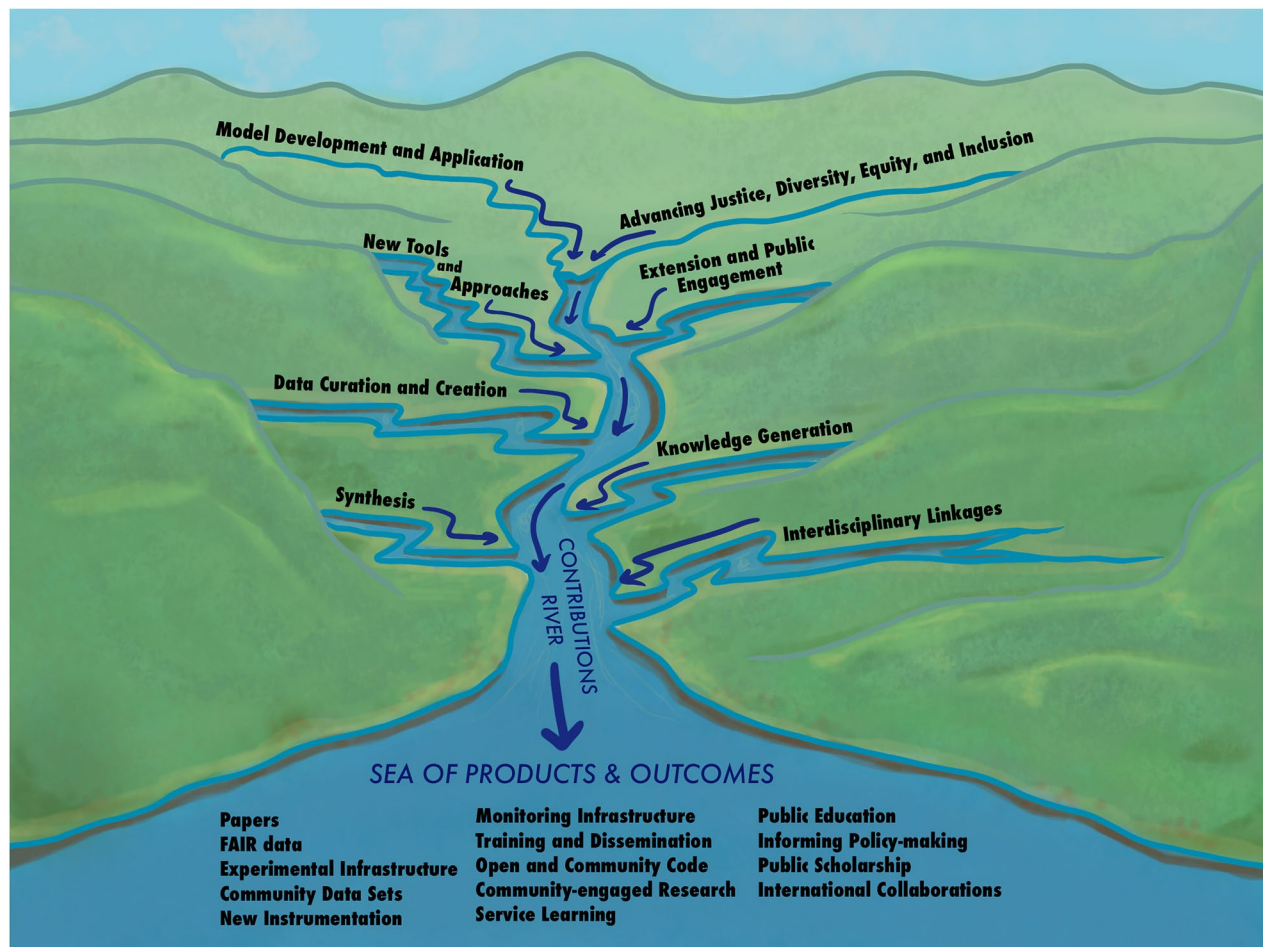 Model Development and Application
Advancing Justice, Diversity, Equity, and Inclusion
New Tools
and
Approaches
Extension and Public
Engagement
Data Curation and Creation
Knowledge Generation
Synthesis
Interdisciplinary Linkages
CONTRIBUTIONS
RIVER
SEA OF PRODUCTS & OUTCOMES
Papers
FAIR data
Experimental Infrastructure
Community Data Sets
New Instrumentation
Monitoring Infrastructure
Training and Dissemination
Open and Community Code
Community-engaged Research
Service Learning
Public Education
Informing Policy-making
Public Scholarship
International Collaborations